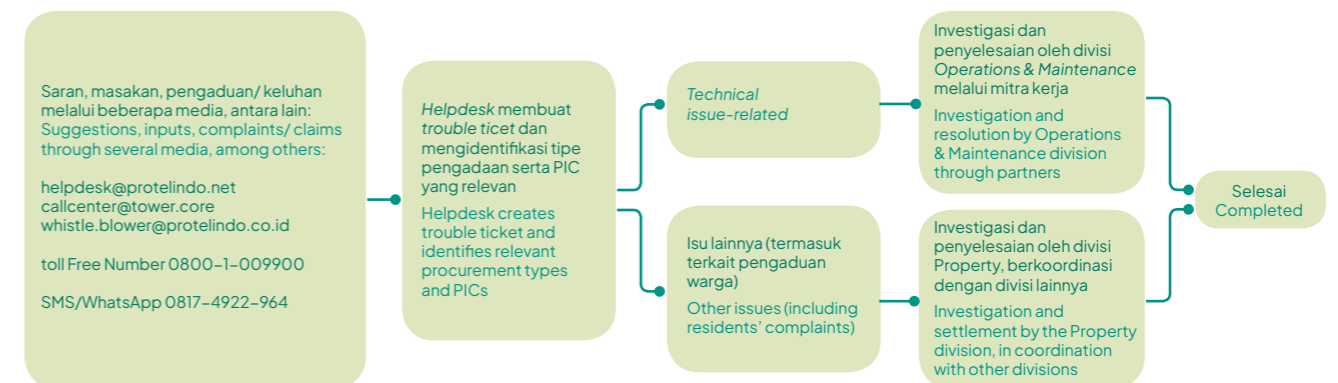 Saran, masakan, pengaduan/ keluhan
melalui beberapa media, antara lain:
Suggestions, inputs, complaints/ claims
through several media, among others:
helpdesk@protelindo.net
callcenter@tower.core
whistle.blower@protelindo.co.id
toll Free Number 0800-1-009900
SMS/WhatsApp 0817-4922-964
Helpdesk membuat
trouble ticet dan
mengidentifikasi tipe
pengadaan serta PIC
yang relevan
Helpdesk creates
trouble ticket and
identifies relevant
procurement types
and PICs
Technical
issue-related
Investigasi dan
penyelesaian oleh divisi
Operations & Maintenance
melalui mitra kerja
Investigation and
resolution by Operations
& Maintenance division
through partners
Isu lainnya (termasuk
terkait pengaduan
warga)
Other issues (including
residents' complaints)
Investigasi dan
penyelesaian oleh divisi
Property, berkoordinasi
dengan divisi lainnya
Investigation and
settlement by the Property
division, in coordination
with other divisions
Selesai
Completed